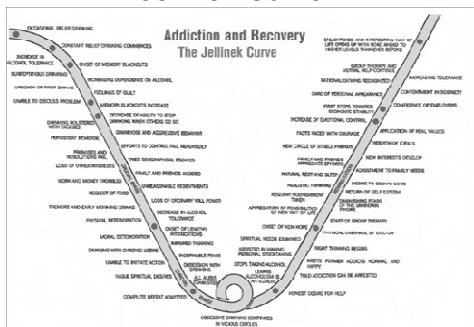 Addiction and Recovery
The Jellinek Curve
OCCASIONAL RELIEF DRINKING
CONSTANT RELIEF DRINKING COMMENCES
INCREASE IN
ALCOHOL TOLERANCE
ONSET OF MEMORY BLACKOUTS
SURREPTITIOUS DRINKING
INCREASING DEPENDENCE ON ALCOHOL
FEELINGS OF GUILT
UNABLE TO DISCUSS PROBLEM
MEMORY BLACKOUTS INCREASE
DECREASE OF ABILITY TO STOP
DRINKING WHEN OTHERS DO SO
DRINKING BOLSTERED
WITH EXCUSES
GRANDIOSE AND AGGRESSIVE BEHAVIOR
PERSISTENT REMORSE
EFFORTS TO CONTROL FAIL REPEATEDLY
PROMISES AND
RESOLUTIONS FAIL
TRIES GEOGRAPHICAL ESCAPES
LOSS OF OTHER INTERESTS
FAMILY AND FRIENDS AVOIDED
WORK AND MONEY TROUBLES
UNREASONABLE RESENTMENTS
NEGLECT OF FOOD
LOSS OF ORDINARY WILL POWER
TREMORS AND EARLY MORNING DRINKS
DECREASE IN ALCOHOL
TOLERANCE
PHYSICAL DETERIORATION
ONSET OF LENGTHY
INTOXICATIONS
MORAL DETERIORATION
IMPAIRED THINKING
DRINKING WITH CHRONIC USERS
INDEFINABLE FEARS
UNABLE TO INITIATE ACTION
OBSESSION WITH
DRINKING
VAGUE SPIRITUAL DESIRES
ALL ALIBIS
EXHAUSTED
COMPLETE DEFEAT ADMITTED
OBSESSIVE DRINKING CONTINUES
IN VICIOUS CIRCLES
LIFE OPENS UP WITH ROAD AHEAD TO
HIGHER LEVELS THAN EVER BEFORE
GROUP THERAPY AND
MUTUAL HELP CONTINUE
INCREASING TOLERANCE
RATIONALIZATIONS RECOGNIZED
CONTENTMENT IN SOBRIETY
CARE OF PERSONAL APPEARANCE
CONFIDENCE OF EMPLOYERS
FIRST STEPS TOWARDS
ECONOMIC STABILITY
INCREASE OF EMOTIONAL CONTROL
APPLICATION OF REAL VALUES
FACTS FACED WITH COURAGE
REBIRTH OF IDEALS
NEW CIRCLE OF STABLE FRIENDS
NEW INTERESTS DEVELOP
FAMILY AND FRIENDS
APPRECIATE EFFORTS
ADJUSTMENT TO FAMILY NEEDS
NATURAL REST AND SLEEP
REALISTIC THINKING
RETURN OF SELF ESTEEM
REGULAR NOURISHMENT
TAKEN
DIMINISHING FEARS
OF THE UNKNOWN
FUTURE
APPRECIATION OF POSSIBILITIES
OF NEW WAY OF LIFE
START OF GROUP THERAPY
ONSET OF NEW HOPE
SPIRITUAL NEEDS EXAMINED
RIGHT THINKING BEGINS
ASSISTED IN MAKING
PERSONAL STOCKTAKING
MEETS FORMER ADDICTS NORMAL AND
HAPPY
STOPS TAKING ALCOHOL
TOLD ADDICTION CAN BE ARRESTED
LEARNS
ALCOHOLISM IS
AN ILLNESS
HONEST DESIRE FOR HELP